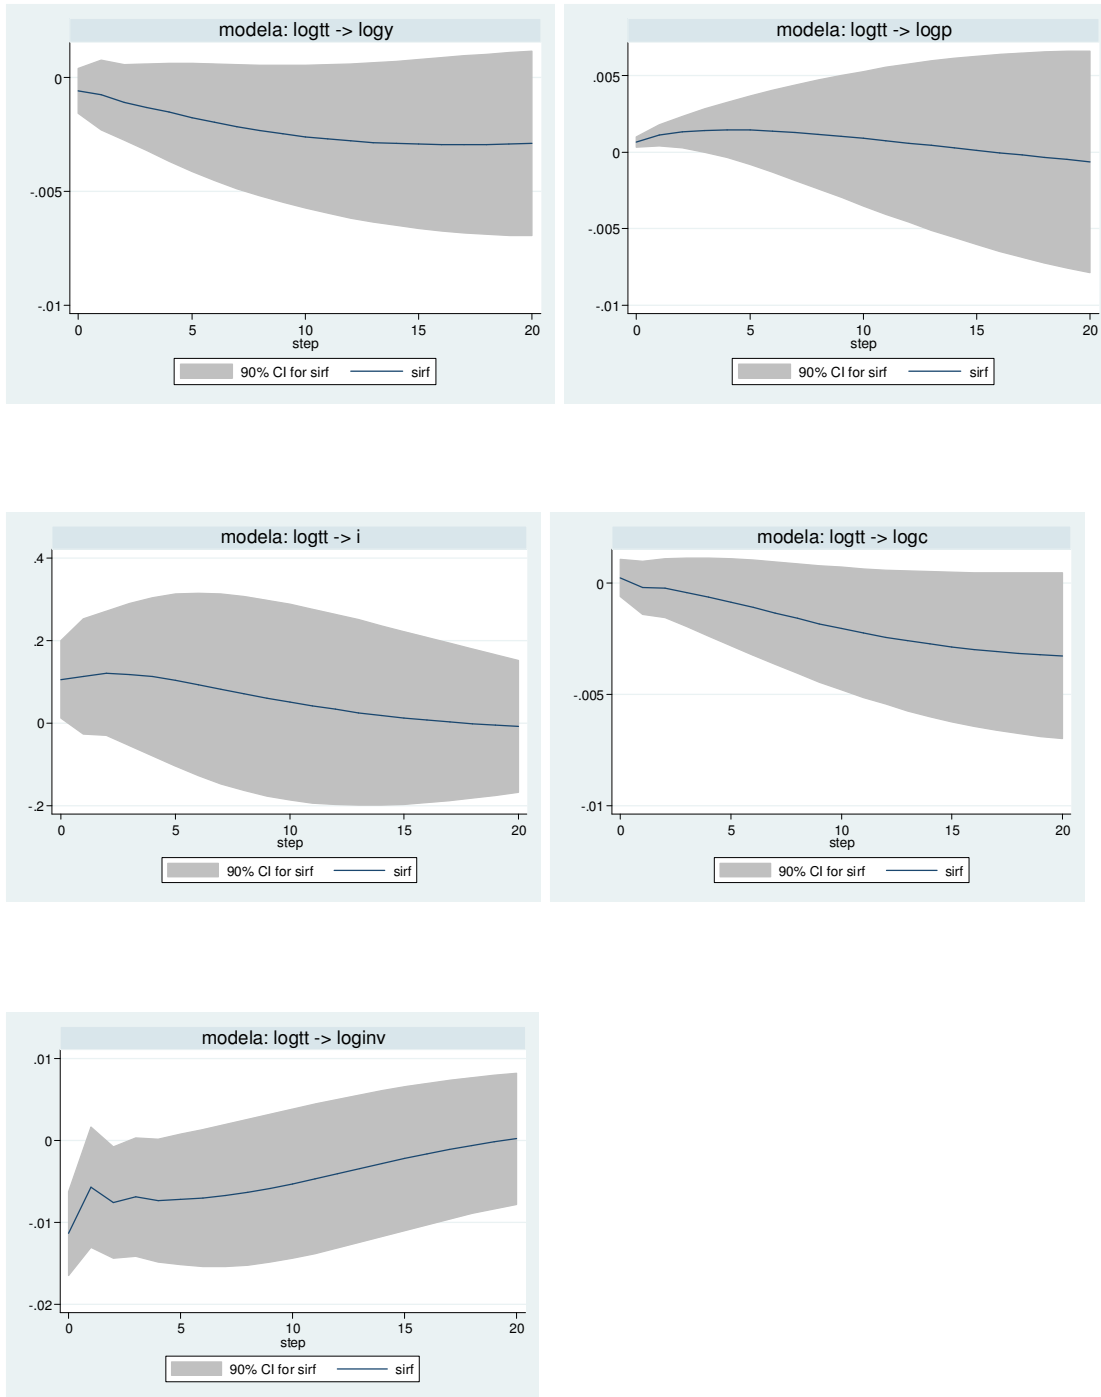 modela: logtt -> logy
0
-.005
-.01
0 5 10 15 20
step
90% CI for sirf sirf
modela: logtt -> logp
.005
0
-.005
-.01
0 5 10 15 20
step
90% CI for sirf sirf
modela: logtt -> i
.4
.2
0
-.2
0 5 10 15 20
step
90% CI for sirf sirf
modela: logtt -> logc
0
-.005
-.01
0 5 10 15 20
step
90% CI for sirf sirf
modela: logtt -> loginv
.01
0
-.01
-.02
0 5 10 15 20
step
90% CI for sirf sirf